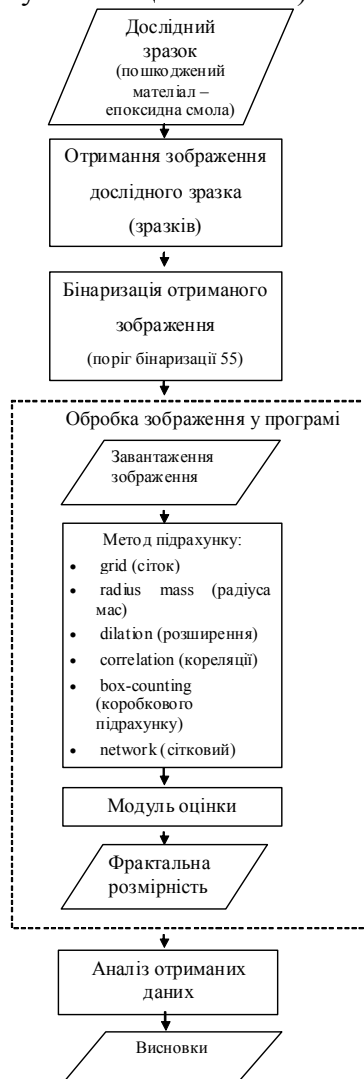 Дослідний
зразок
(пошкоджений
мателіал –
епоксидна смола)
Отримання зображення
дослідного зразка
(зразків)
Бінаризація отриманого
зображення
(поріг бінаризації 55)
Обробка зображення у програмі
Завантаження
зображення
Метод підрахунку:
• grid (сіток)
• radius mass (радіуса
мас)
• dilation (розширення)
• correlation (кореляції)
• box-counting
(коробкового
підрахунку)
• network (сітковий)
Модуль оцінки
Фрактальна
розмірність
Аналіз отриманих
даних
Висновки